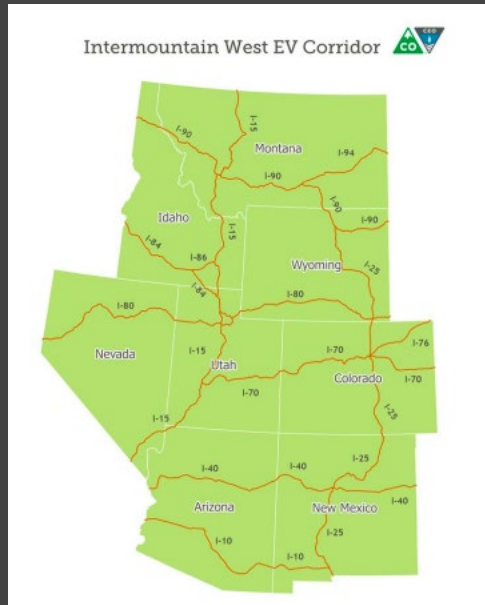 Intermountain West EV Corridor
CO
CEO
I-90
I-15
Montana
I-94
I-90
I-90
Idaho
I-90
I-15
I-84
I-86
Wyoming
I-25
I-84
I-80
I-80
I-15
I-70
I-76
Nevada
Utah
Colorado
I-70
I-70
I-15
I-25
I-40
I-40
I-25
I-40
Arizona
New Mexico
I-10
I-25
I-10